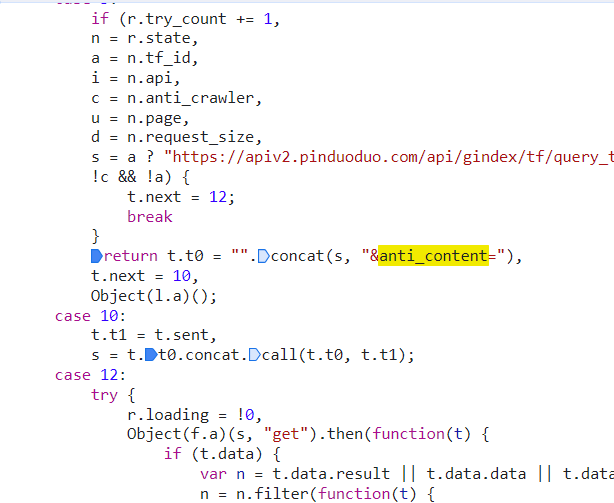 if (r.try_count += 1,
n = r.state,
a = n.tf_id,
i = n.api,
c = n.anti_crawler,
u = n.page,
d = n.request_size,
s = a ? "https://apiv2.pinduoduo.com/api/gindex/tf/query_t
!c && !a) {
t.next = 12;
break
}
return t.t0 = "".concat(s, "&anti_content="),
t.next = 10,
Object(l.a)();
case 10:
t.t1 = t.sent,
s = t.t0.concat.call(t.t0, t.t1);
case 12:
try {
r.loading = !0,
Object(f.a)(s, "get").then(function(t) {
if (t.data) {
var n = t.data.result || t.data.data || t.data
n = n.filter(function(t) {